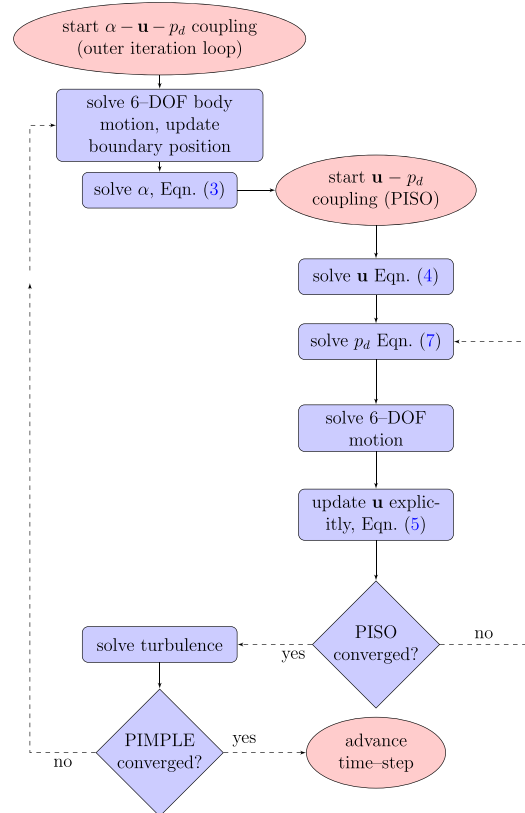 start α − u − p_d coupling
(outer iteration loop)
solve 6–DOF body
motion, update
boundary position
solve α, Eqn. (3)
start u − p_d
coupling (PISO)
solve u Eqn. (4)
solve p_d Eqn. (7)
solve 6–DOF
motion
update u explic-
itly, Eqn. (5)
PISO
converged?
no
yes
solve turbulence
PIMPLE
converged?
yes
no
advance
time–step